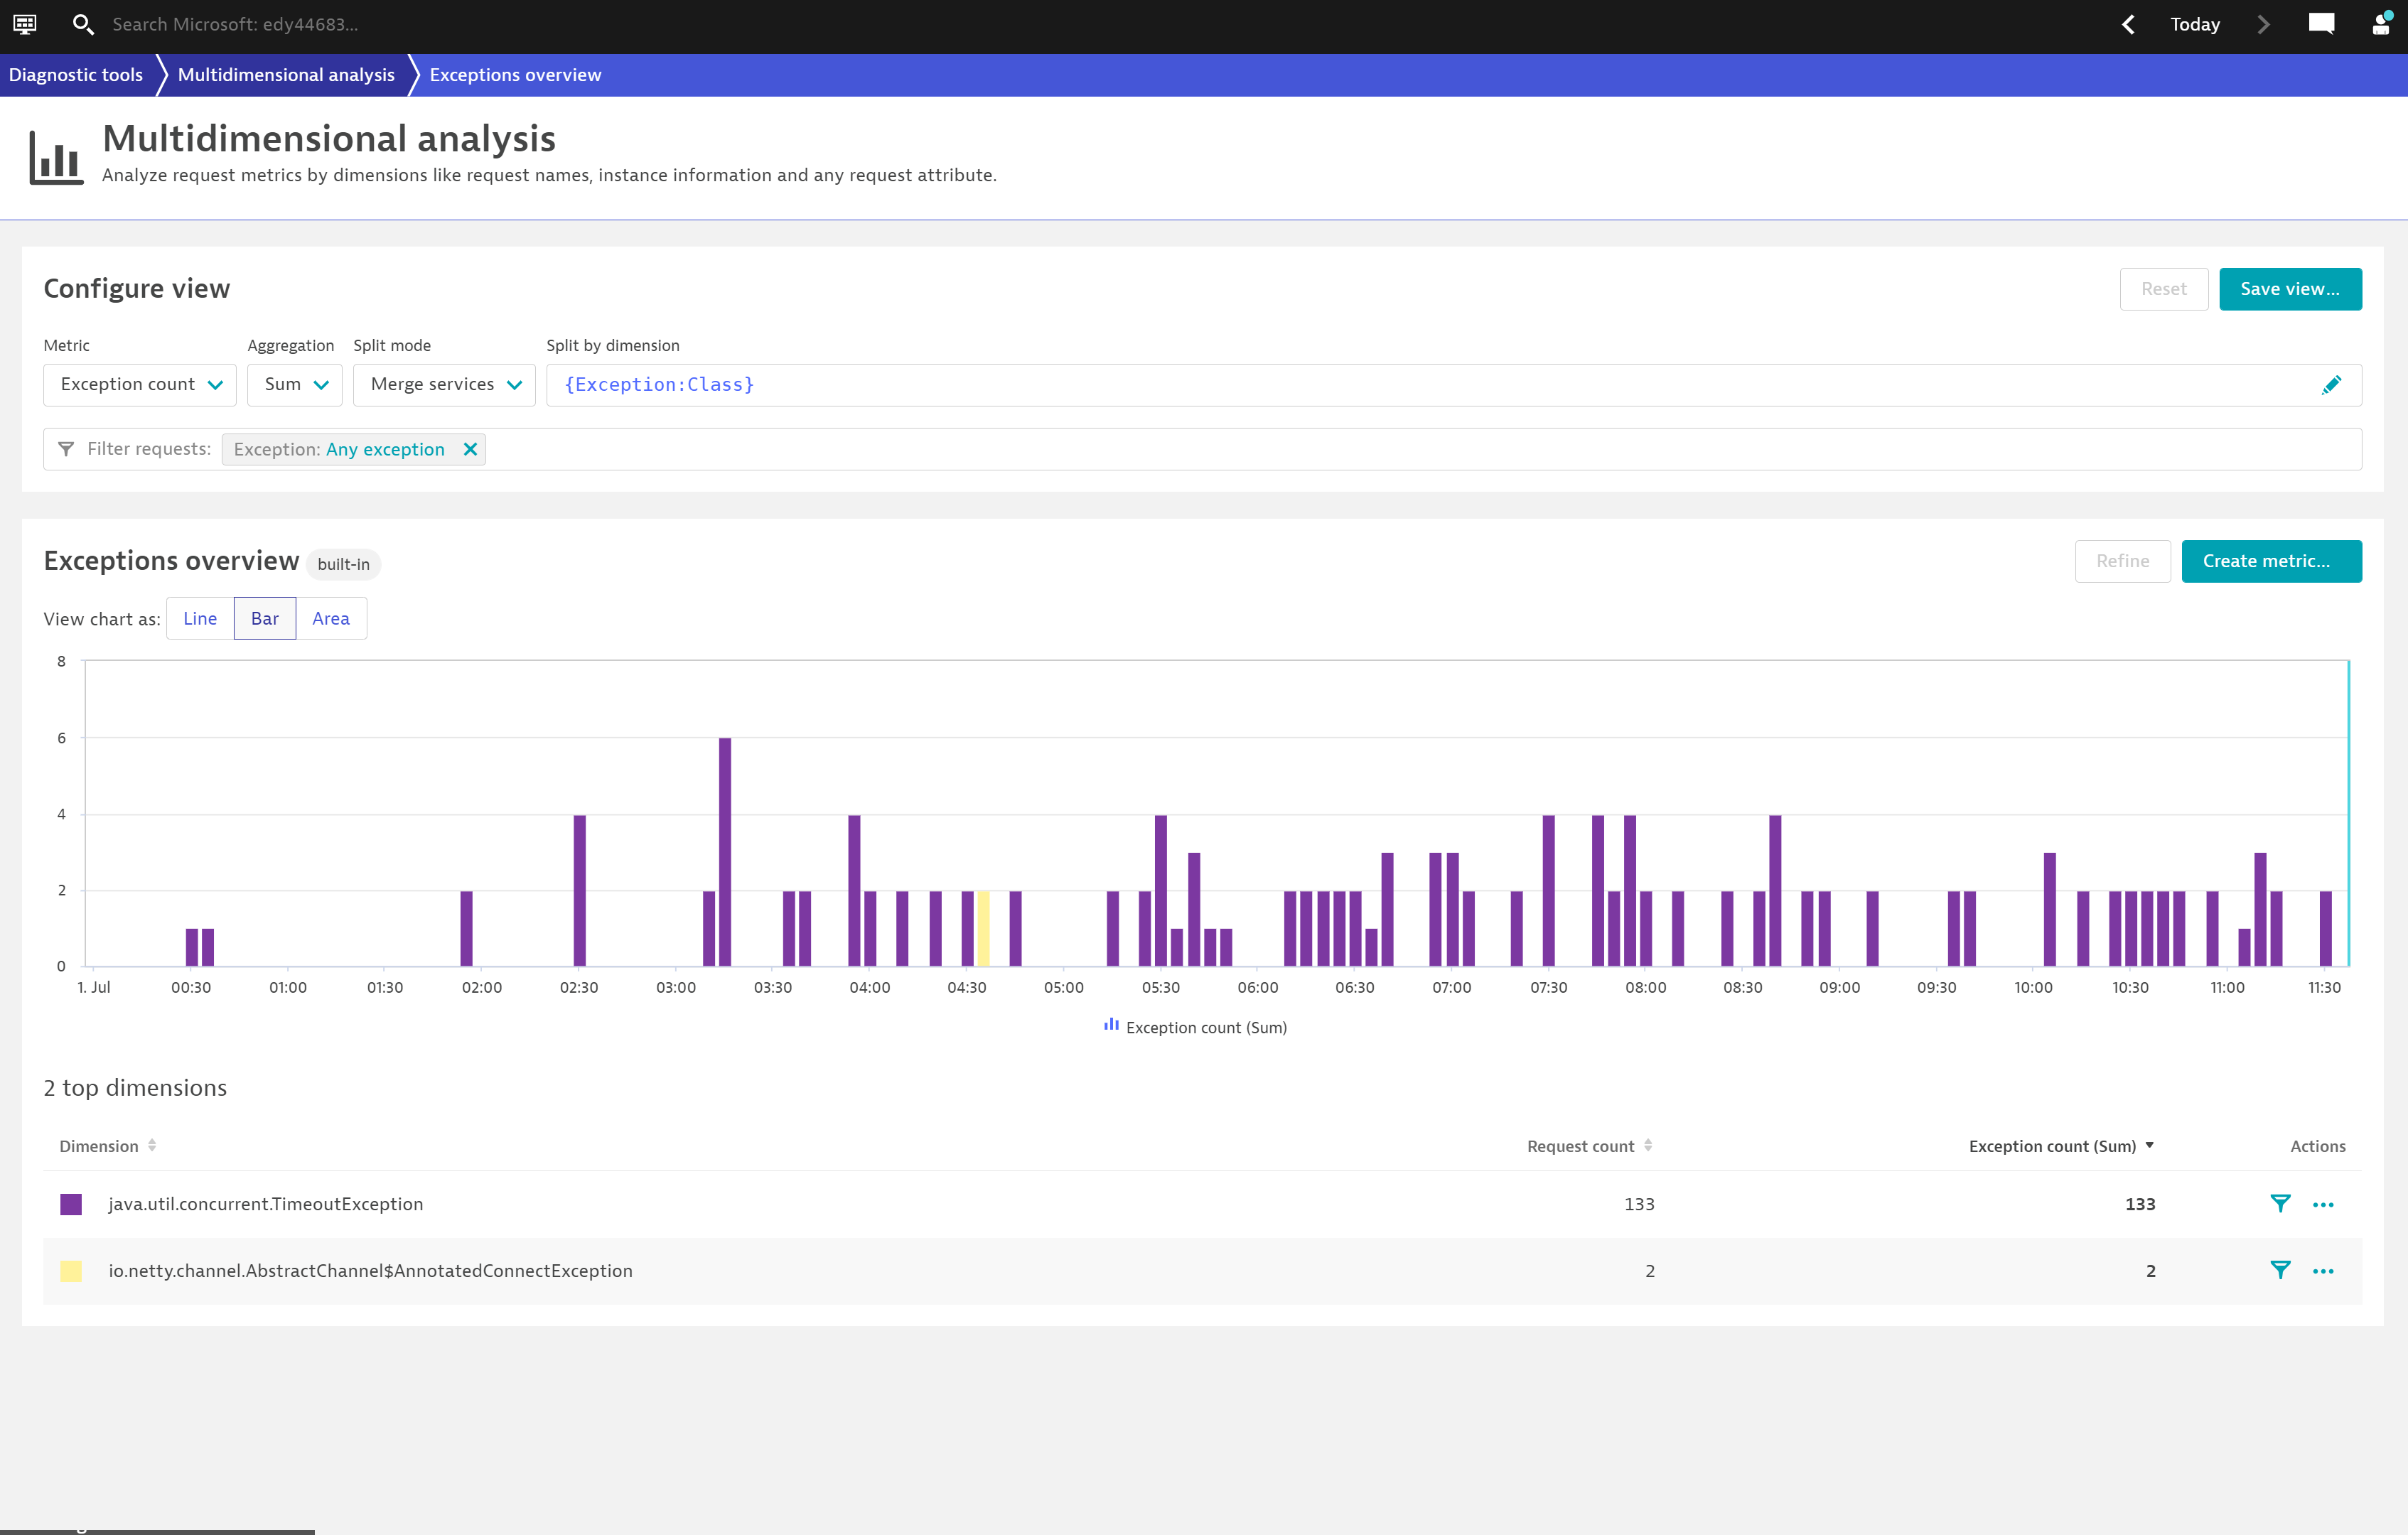 Search Microsoft: edy44683...
Today
Diagnostic tools
Multidimensional analysis
Exceptions overview
Multidimensional analysis
Analyze request metrics by dimensions like request names, instance information and any request attribute.
Configure view
Reset
Save view...
Metric
Aggregation
Split mode
Split by dimension
Exception count
Sum
Merge services
{Exception:Class}
Filter requests:
Exception: Any exception
Exceptions overview
built-in
Refine
Create metric...
View chart as:
Line
Bar
Area
8
6
4
2
0
1. Jul
00:30
01:00
01:30
02:00
02:30
03:00
03:30
04:00
04:30
05:00
05:30
06:00
06:30
07:00
07:30
08:00
08:30
09:00
09:30
10:00
10:30
11:00
11:30
Exception count (Sum)
2 top dimensions
Dimension
Request count
Exception count (Sum)
Actions
java.util.concurrent.TimeoutException
133
133
io.netty.channel.AbstractChannel$AnnotatedConnectException
2
2